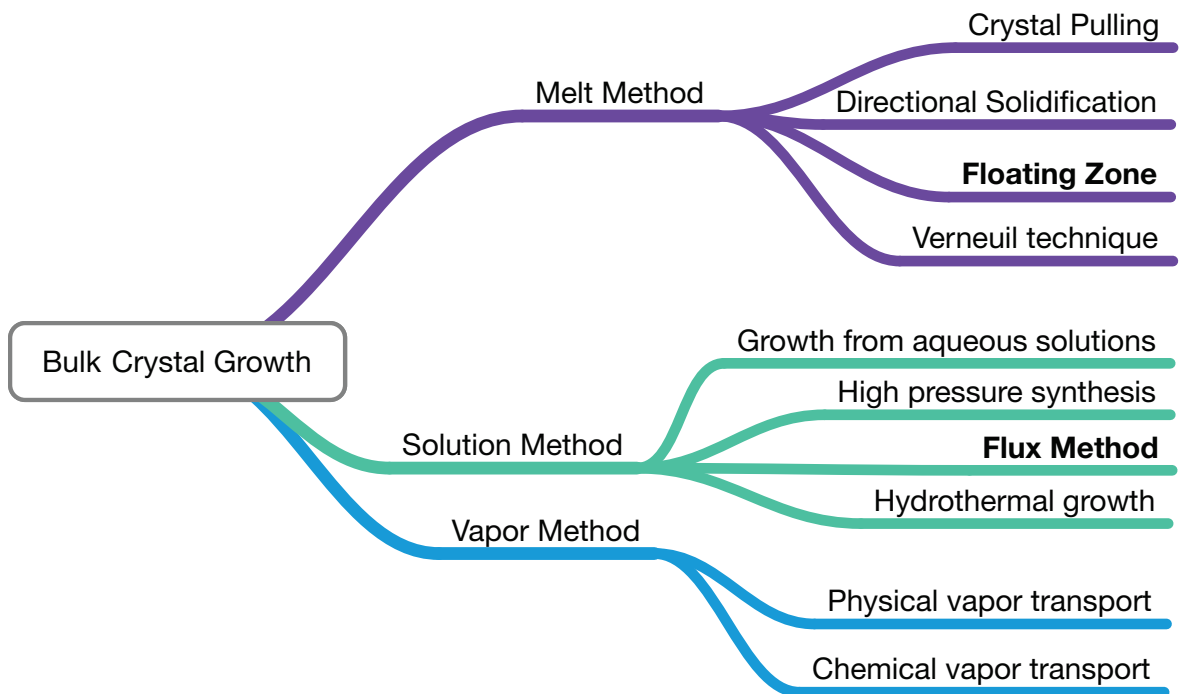 Bulk Crystal Growth
Melt Method
Crystal Pulling
Directional Solidification
Floating Zone
Verneuil technique
Solution Method
Growth from aqueous solutions
High pressure synthesis
Flux Method
Hydrothermal growth
Vapor Method
Physical vapor transport
Chemical vapor transport